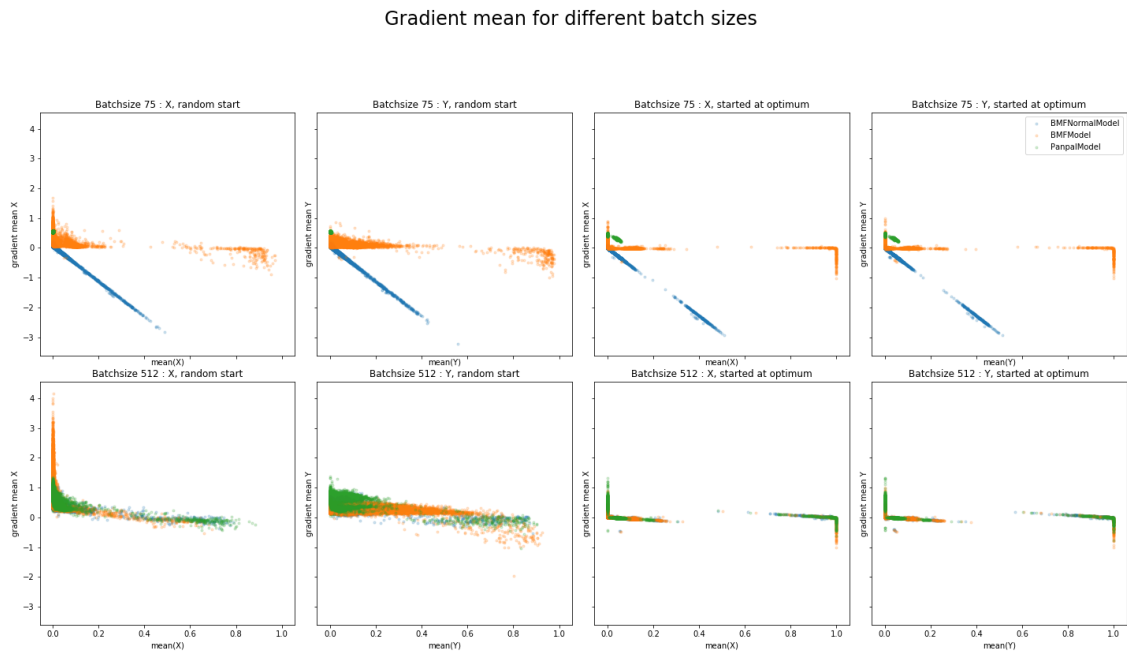 Gradient mean for different batch sizes
Batchsize 75 : X, random start
Batchsize 75 : Y, random start
Batchsize 75 : X, started at optimum
Batchsize 75 : Y, started at optimum
BMFNormalModel
BMFModel
PanpalModel
gradient mean X
gradient mean Y
gradient mean X
gradient mean Y
4
3
2
1
0
−1
−2
−3
mean(X)
mean(Y)
mean(X)
mean(Y)
Batchsize 512 : X, random start
Batchsize 512 : Y, random start
Batchsize 512 : X, started at optimum
Batchsize 512 : Y, started at optimum
gradient mean X
gradient mean Y
gradient mean X
gradient mean Y
4
3
2
1
0
−1
−2
−3
0.0 0.2 0.4 0.6 0.8 1.0
0.0 0.2 0.4 0.6 0.8 1.0
0.0 0.2 0.4 0.6 0.8 1.0
0.0 0.2 0.4 0.6 0.8 1.0
mean(X)
mean(Y)
mean(X)
mean(Y)